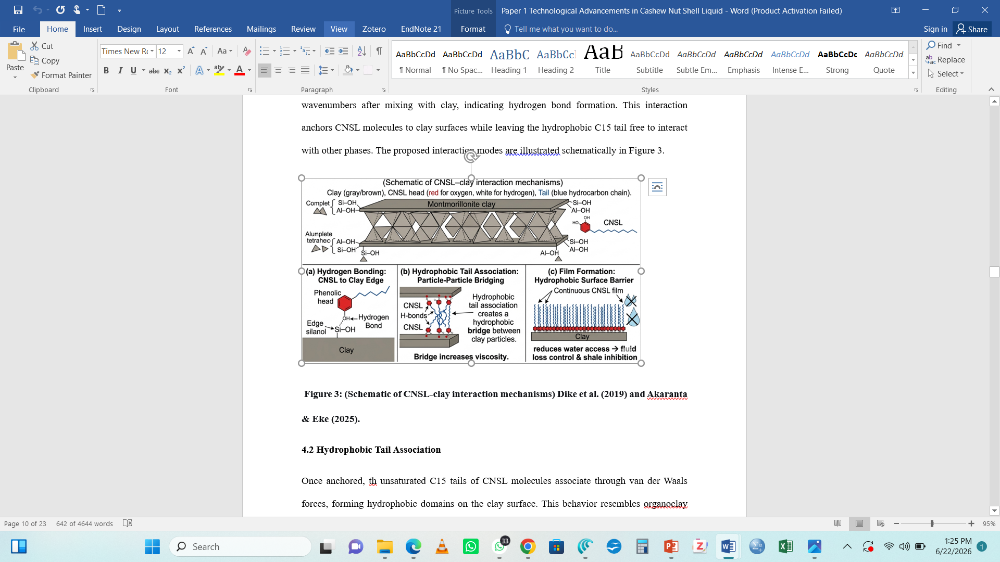 Picture Tools
Paper 1 Technological Advancements in Cashew Nut Shell Liquid - Word (Product Activation Failed)
File
Home
Insert
Design
Layout
References
Mailings
Review
View
Zotero
EndNote 21
Format
Tell me what you want to do...
Sign in
Share
Paste
Cut
Copy
Format Painter
Clipboard
Times New Ro
12
Font
Paragraph
AaBbCcDd AaBbCcDd AaBbC AaBbCcl AaB AaBbCcDd AaBbCcDd AaBbCcDd AaBbCcDd AaBbCcDc AaBbCcDd
¶ Normal ¶ No Spac... Heading 1 Heading 2 Title Subtitle Subtle Em... Emphasis Intense E... Strong Quote
Styles
Find
Replace
Select
Editing
wavenumbers after mixing with clay, indicating hydrogen bond formation. This interaction
anchors CNSL molecules to clay surfaces while leaving the hydrophobic C15 tail free to interact
with other phases. The proposed interaction modes are illustrated schematically in Figure 3.
(Schematic of CNSL–clay interaction mechanisms)
Clay (gray/brown), CNSL head (red for oxygen, white for hydrogen), Tail (blue hydrocarbon chain).
Complet
Si–OH
Al–OH
Montmorillonite clay
Si–OH
Al–OH
OH
HO
CNSL
Alumplete
tetraheo
Al–OH
Si–OH
Si–OH
Al–OH
Si–OH
Al–OH
(a) Hydrogen Bonding:
CNSL to Clay Edge
Phenolic
head
OH
Hydrogen
Bond
Edge
silanol
Si–OH
Clay
(b) Hydrophobic Tail Association:
Particle-Particle Bridging
CNSL
H-bonds
CNSL
Hydrophobic
tail association
creates a
hydrophobic
bridge between
clay particles.
Bridge increases viscosity.
(c) Film Formation:
Hydrophobic Surface Barrier
Continuous CNSL film
Clay
reduces water access → fluid
loss control & shale inhibition
Figure 3: (Schematic of CNSL-clay interaction mechanisms) Dike et al. (2019) and Akaranta
& Eke (2025).
4.2 Hydrophobic Tail Association
Once anchored, th unsaturated C15 tails of CNSL molecules associate through van der Waals
forces, forming hydrophobic domains on the clay surface. This behavior resembles organoclay
Page 10 of 23
642 of 4644 words
95%
Search
33
1:25 PM
6/22/2026
1